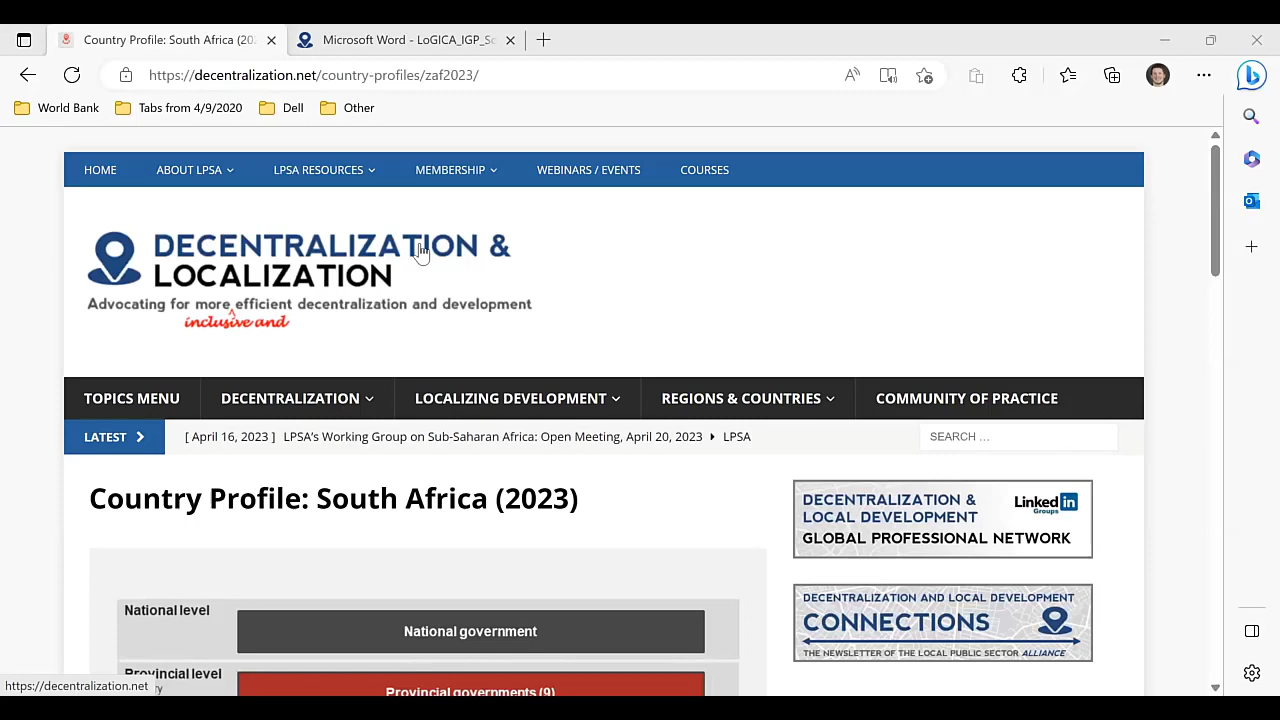 Country Profile: South Africa (20
Microsoft Word - LoGICA_IGP_Sc
https://decentralization.net/country-profiles/zaf2023/
World Bank
Tabs from 4/9/2020
Dell
Other
HOME
ABOUT LPSA
LPSA RESOURCES
MEMBERSHIP
WEBINARS / EVENTS
COURSES
DECENTRALIZATION &
LOCALIZATION
Advocating for more efficient decentralization and development
inclusive and
TOPICS MENU
DECENTRALIZATION
LOCALIZING DEVELOPMENT
REGIONS & COUNTRIES
COMMUNITY OF PRACTICE
LATEST
[ April 16, 2023 ] LPSA’s Working Group on Sub-Saharan Africa: Open Meeting, April 20, 2023
LPSA
SEARCH …
Country Profile: South Africa (2023)
DECENTRALIZATION &
LOCAL DEVELOPMENT
GLOBAL PROFESSIONAL NETWORK
Linked in
Groups
DECENTRALIZATION AND LOCAL DEVELOPMENT
CONNECTIONS
THE NEWSLETTER OF THE LOCAL PUBLIC SECTOR ALLIANCE
National level
National government
Provincial level
Provincial governments (9)
https://decentralization.net